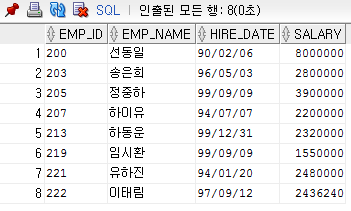 SQL | 인출된 모든 행: 8(0초)
EMP_ID EMP_NAME HIRE_DATE SALARY
1 200 선동일 90/02/06 8000000
2 203 송은희 96/05/03 2800000
3 205 정중하 99/09/09 3900000
4 207 하이유 94/07/07 2200000
5 213 하동운 99/12/31 2320000
6 219 임시환 99/09/09 1550000
7 221 유하진 94/01/20 2480000
8 222 이태림 97/09/12 2436240